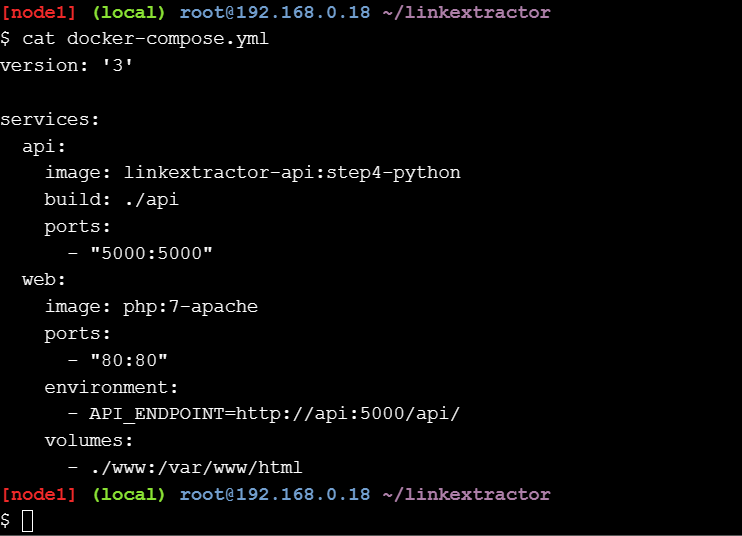 [node1] (local) root@192.168.0.18 ~/linkextractor
$ cat docker-compose.yml
version: '3'

services:
  api:
    image: linkextractor-api:step4-python
    build: ./api
    ports:
      - "5000:5000"
  web:
    image: php:7-apache
    ports:
      - "80:80"
    environment:
      - API_ENDPOINT=http://api:5000/api/
    volumes:
      - ./www:/var/www/html
[node1] (local) root@192.168.0.18 ~/linkextractor
$